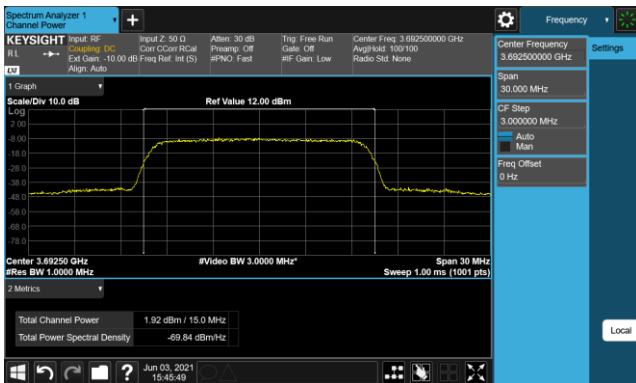 Spectrum Analyzer 1
Channel Power
Frequency
KEYSIGHT
RL
LXI
Input: RF
Coupling: DC
Ext Gain: -10.00 dB
Align: Auto
Input Z: 50 Ω
Corr CCorr RCal
Freq Ref: Int (S)
Atten: 30 dB
Preamp: Off
#PNO: Fast
Trig: Free Run
Gate: Off
#IF Gain: Low
Center Freq: 3.692500000 GHz
Avg|Hold: 100/100
Radio Std: None
Center Frequency
3.692500000 GHz
Settings
Span
30.000 MHz
CF Step
3.000000 MHz
Auto
Man
Freq Offset
0 Hz
Local
1 Graph
Scale/Div 10.0 dB
Ref Value 12.00 dBm
Log
2.00
-8.00
-18.0
-28.0
-38.0
-48.0
-58.0
-68.0
-78.0
Center 3.69250 GHz
#Video BW 3.0000 MHz*
Span 30 MHz
#Res BW 1.0000 MHz
Sweep 1.00 ms (1001 pts)
2 Metrics
Total Channel Power 1.92 dBm / 15.0 MHz
Total Power Spectral Density -69.84 dBm/Hz
?
Jun 03, 2021
15:45:49